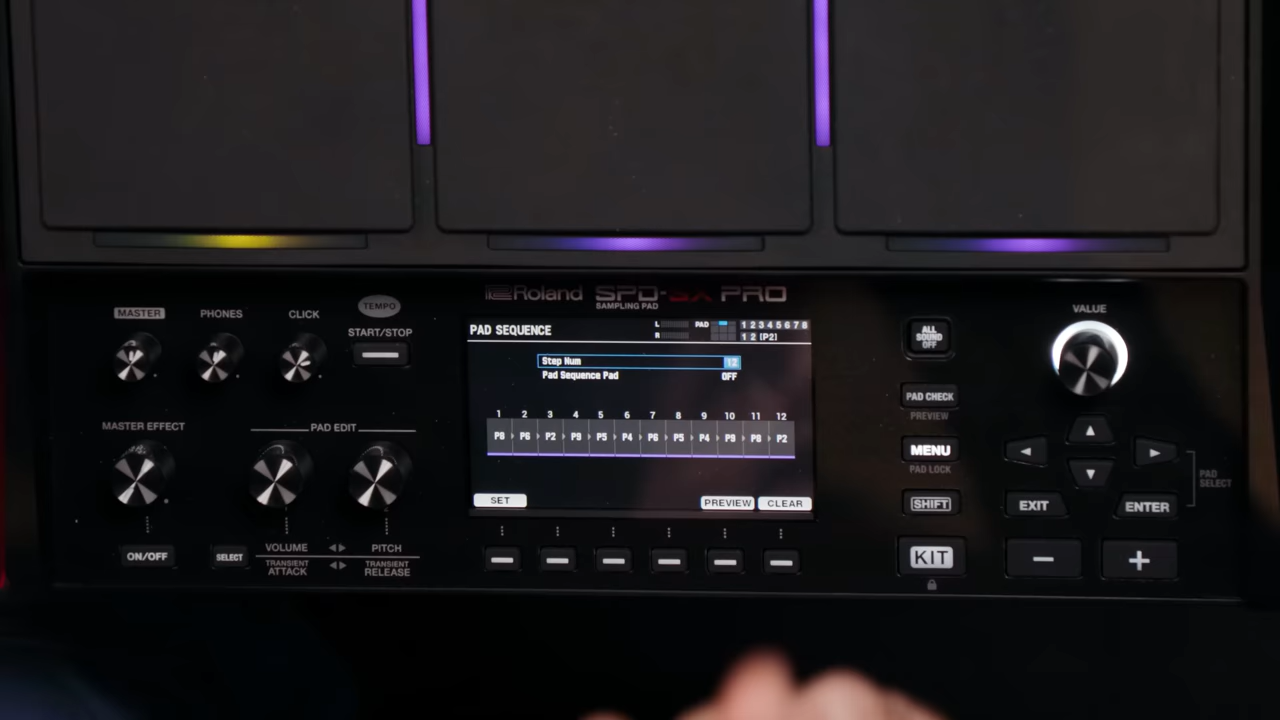 Roland SPD-SX PRO
SAMPLING PAD
MASTER
PHONES
CLICK
TEMPO
START/STOP
MASTER EFFECT
PAD EDIT
ON/OFF
SELECT
VOLUME
PITCH
TRANSIENT
ATTACK
TRANSIENT
RELEASE
PAD SEQUENCE
L
R
PAD
1 2 3 4 5 6 7 8
1 2 [P2]
Step Num 12
Pad Sequence Pad OFF
1 2 3 4 5 6 7 8 9 10 11 12
P8 P6 P2 P9 P5 P4 P6 P5 P4 P9 P8 P2
SET
PREVIEW
CLEAR
ALL
SOUND
OFF
PAD CHECK
PREVIEW
MENU
PAD LOCK
SHIFT
KIT
VALUE
PAD
SELECT
EXIT
ENTER